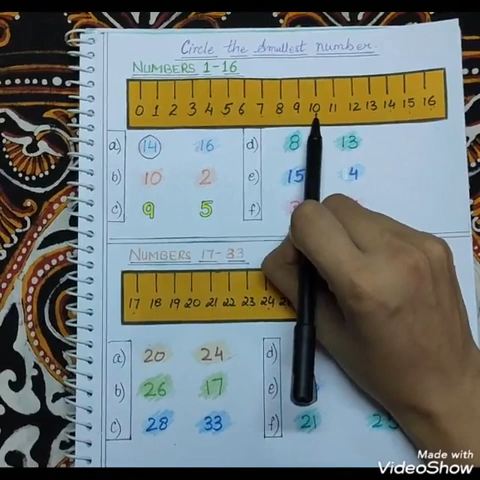 Circle the smallest number
NUMBERS 1-16
0 1 2 3 4 5 6 7 8 9 10 11 12 13 14 15 16
a) 14 16 d) 8 13
b) 10 2 e) 15 4
c) 9 5 f)
NUMBERS 17-33
17 18 19 20 21 22 23 24
a) 20 24 d)
b) 26 17 e)
c) 28 33 f) 21
Made with
VideoShow